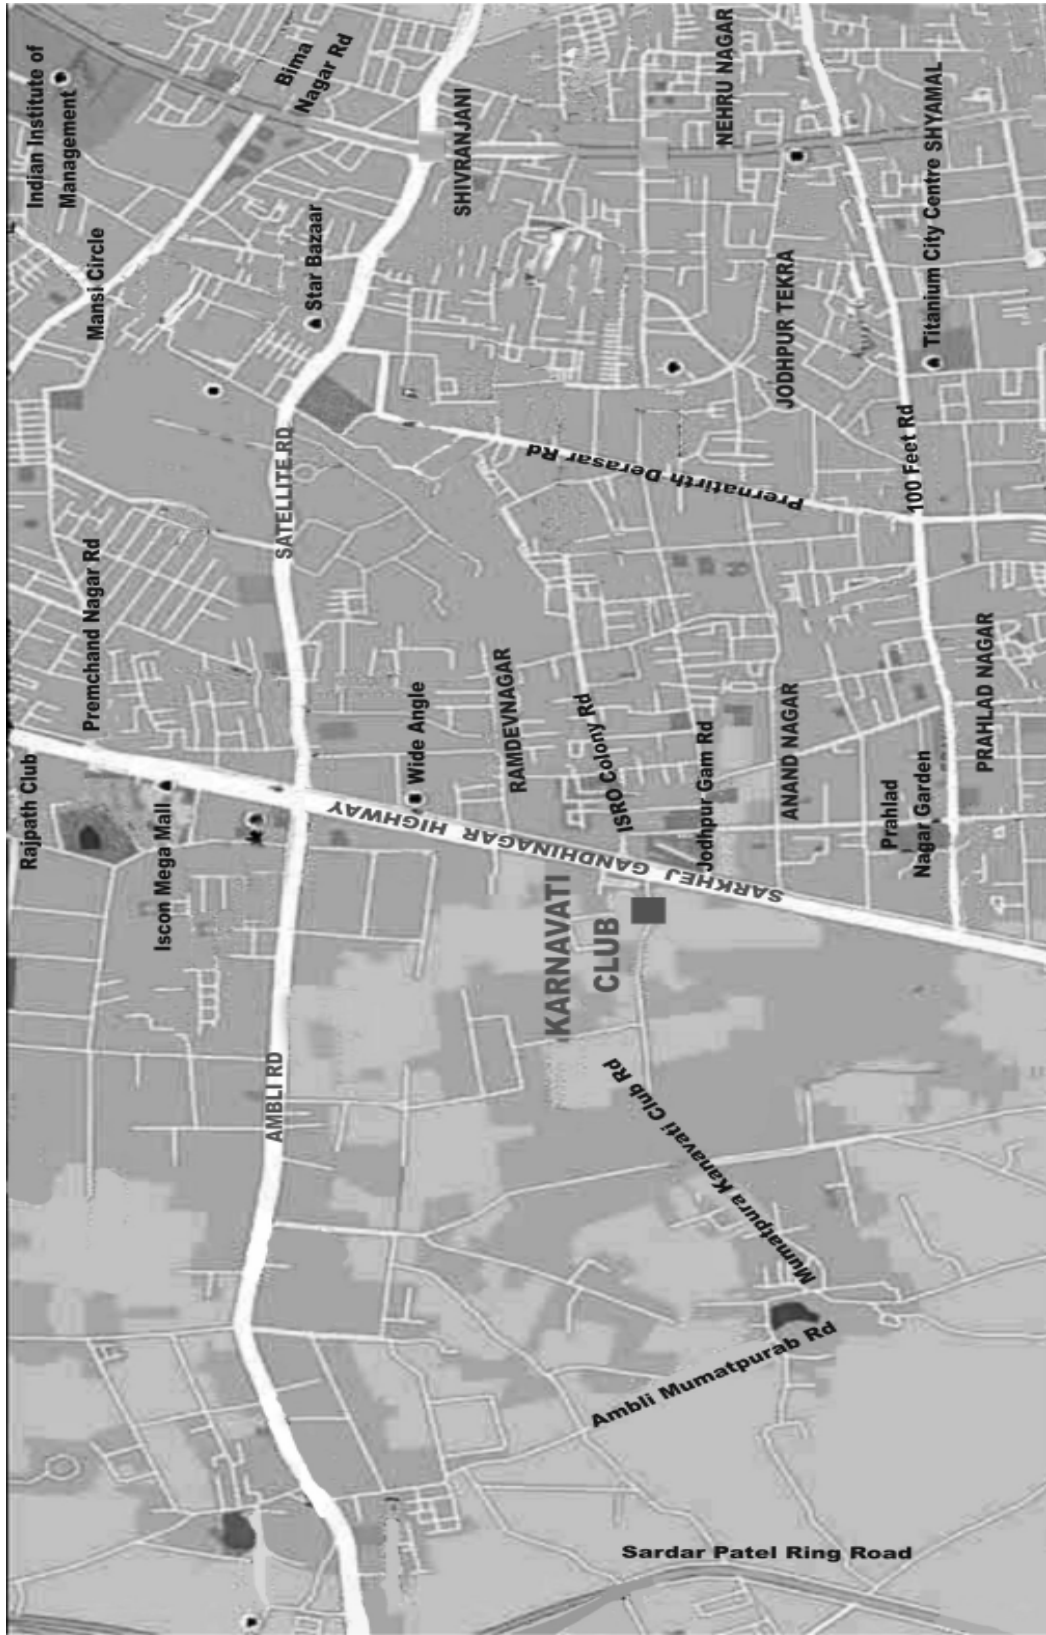 Indian Institute of
Management
Bima
Nagar Rd
SHIVRANJANI
NEHRU NAGAR
SHYAMAL
Mansi Circle
Star Bazaar
JODHPUR TEKRA
Titanium City Centre
SATELLITE RD
Prernatirth Derasar Rd
100 Feet Rd
Premchand Nagar Rd
Wide Angle
RAMDEVNAGAR
ISRO Colony Rd
Jodhpur Gam Rd
ANAND NAGAR
Prahlad
Nagar Garden
PRAHLAD NAGAR
Rajpath Club
Iscon Mega Mall
SARKHEJ GANDHINAGAR HIGHWAY
KARNAVATI
CLUB
AMBLI RD
Mumatpura Kanavati Club Rd
Ambli Mumatpurab Rd
Sardar Patel Ring Road